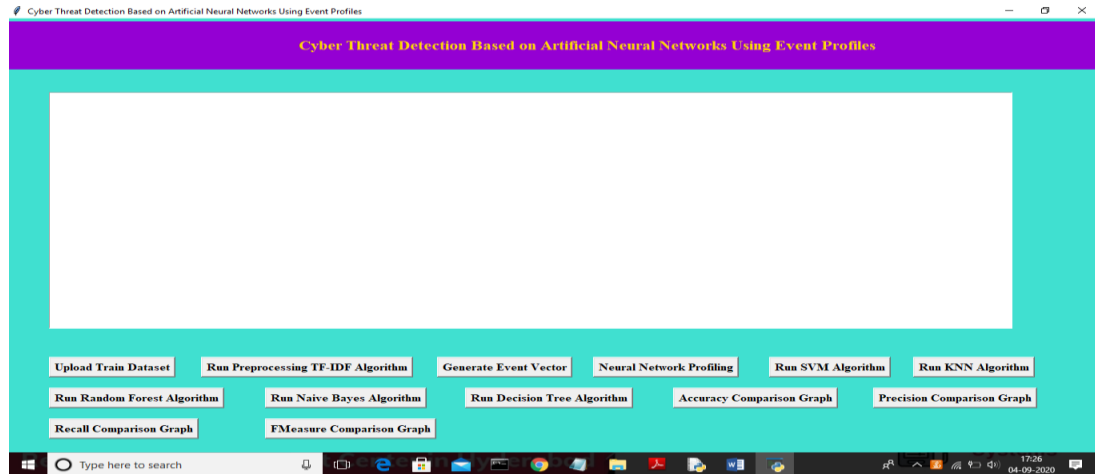 Cyber Threat Detection Based on Artificial Neural Networks Using Event Profiles
Cyber Threat Detection Based on Artificial Neural Networks Using Event Profiles
Upload Train Dataset Run Preprocessing TF-IDF Algorithm Generate Event Vector Neural Network Profiling Run SVM Algorithm Run KNN Algorithm
Run Random Forest Algorithm Run Naive Bayes Algorithm Run Decision Tree Algorithm Accuracy Comparison Graph Precision Comparison Graph
Recall Comparison Graph FMeasure Comparison Graph
Type here to search
17:26
04-09-2020